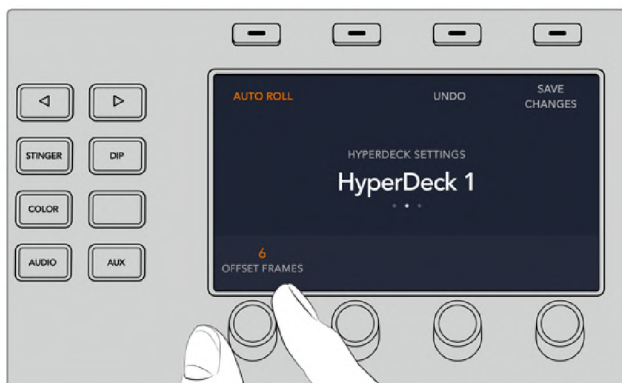 AUTO ROLL
UNDO
SAVE
CHANGES
HYPERDECK SETTINGS
HyperDeck 1
6
OFFSET FRAMES
STINGER
DIP
COLOR
AUDIO
AUX